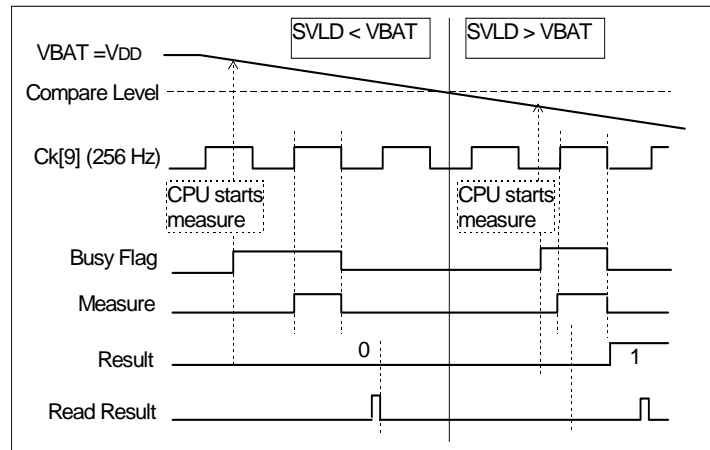 SVLD < VBAT
SVLD > VBAT
VBAT =VDD
Compare Level
Ck[9] (256 Hz)
CPU starts
measure
CPU starts
measure
Busy Flag
Measure
Result
0
1
Read Result